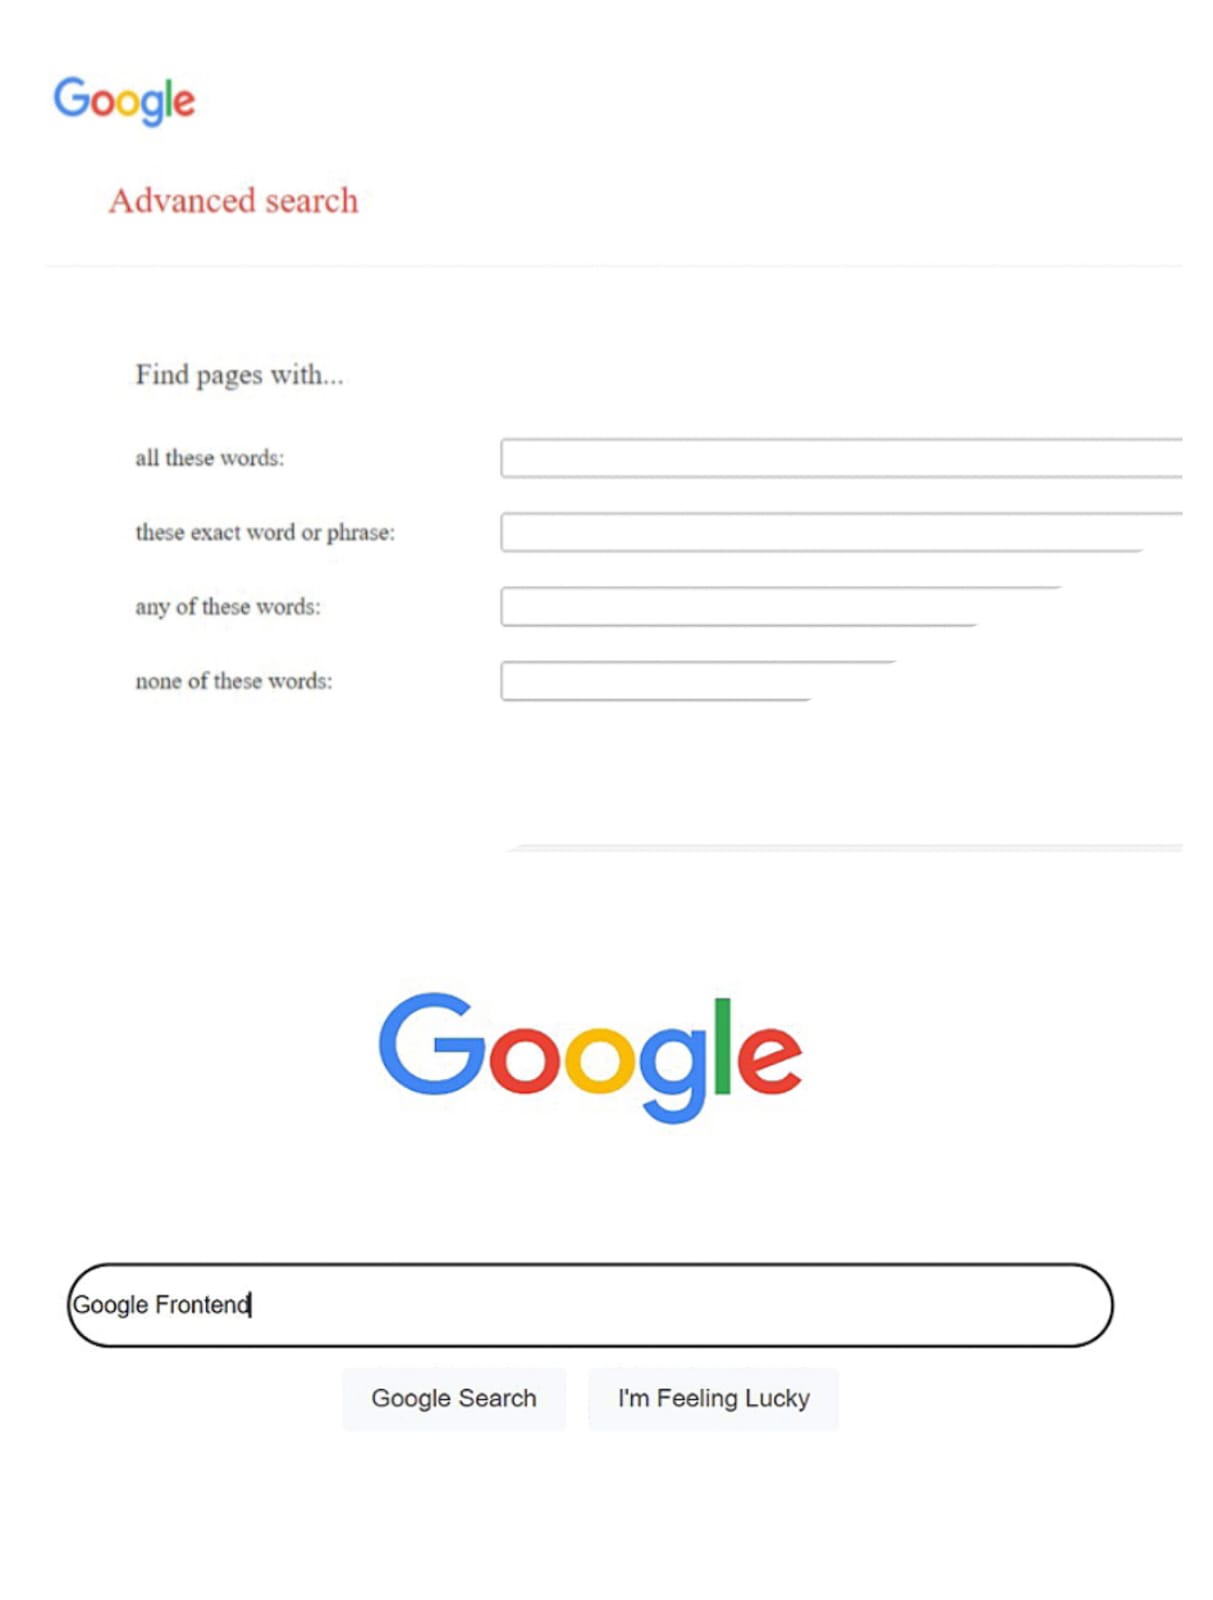 Google
Advanced search
Find pages with...
all these words:
these exact word or phrase:
any of these words:
none of these words:
Google
Google Frontend
Google Search
I'm Feeling Lucky